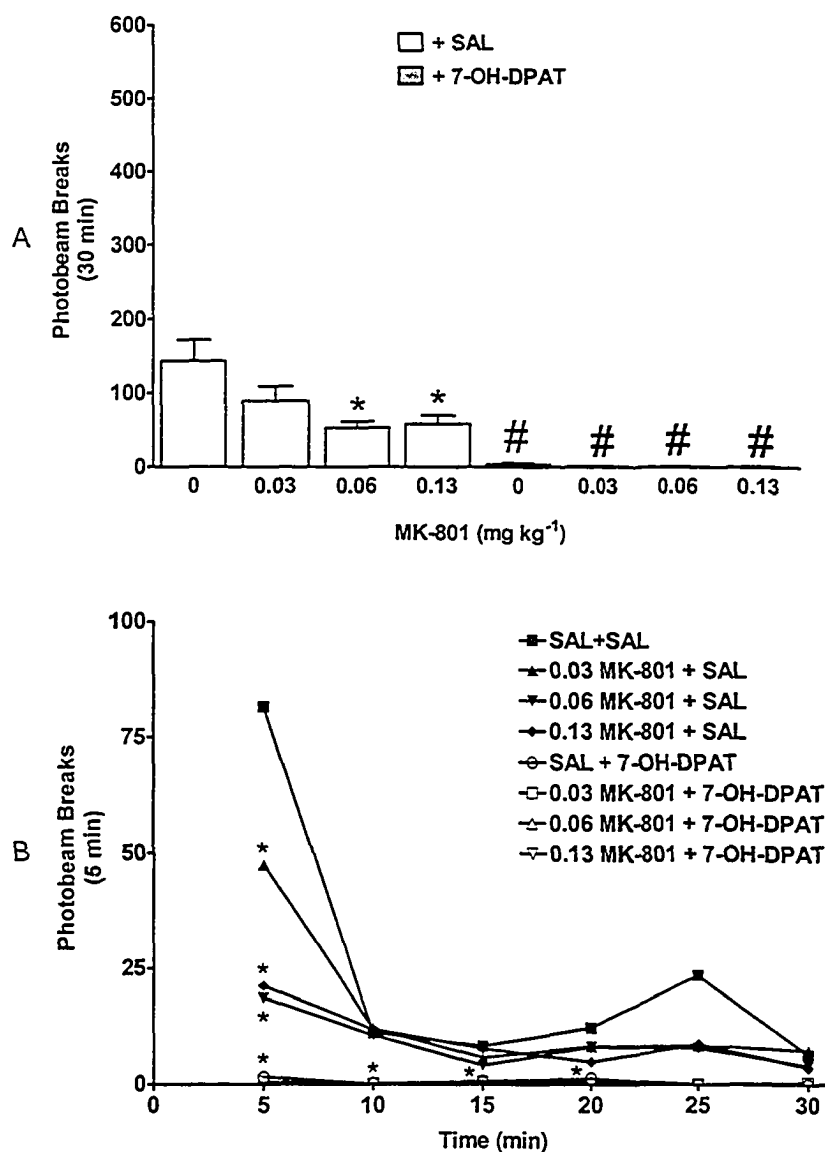 600
500
400
300
200
100
0
Photobeam Breaks
(30 min)
A
+ SAL
+ 7-OH-DPAT
* * # # # #
0 0.03 0.06 0.13 0 0.03 0.06 0.13
MK-801 (mg kg⁻¹)
100
75
50
25
0
Photobeam Breaks
(5 min)
B
SAL+SAL
0.03 MK-801 + SAL
0.06 MK-801 + SAL
0.13 MK-801 + SAL
SAL + 7-OH-DPAT
0.03 MK-801 + 7-OH-DPAT
0.06 MK-801 + 7-OH-DPAT
0.13 MK-801 + 7-OH-DPAT
*
*
*
* * * *
0 5 10 15 20 25 30
Time (min)